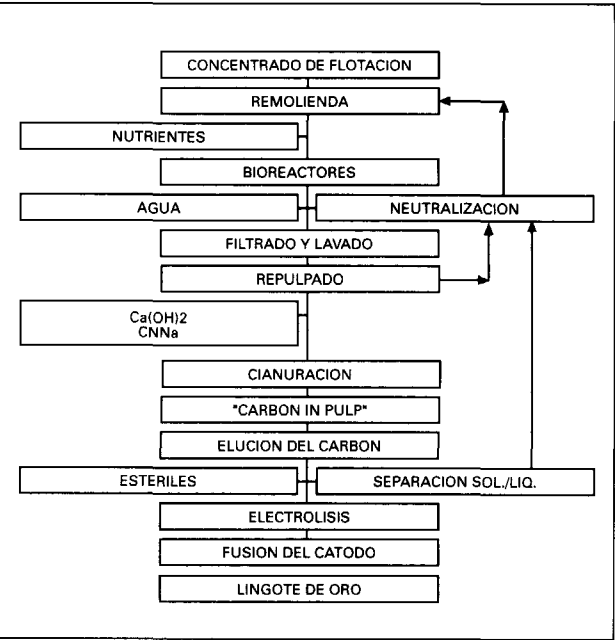 CONCENTRADO DE FLOTACION
REMOLIENDA
NUTRIENTES
BIOREACTORES
AGUA
NEUTRALIZACION
FILTRADO Y LAVADO
REPULPADO
Ca(OH)2
CNNa
CIANURACION
"CARBON IN PULP"
ELUCION DEL CARBON
ESTERILES
SEPARACION SOL./LIQ.
ELECTROLISIS
FUSION DEL CATODO
LINGOTE DE ORO